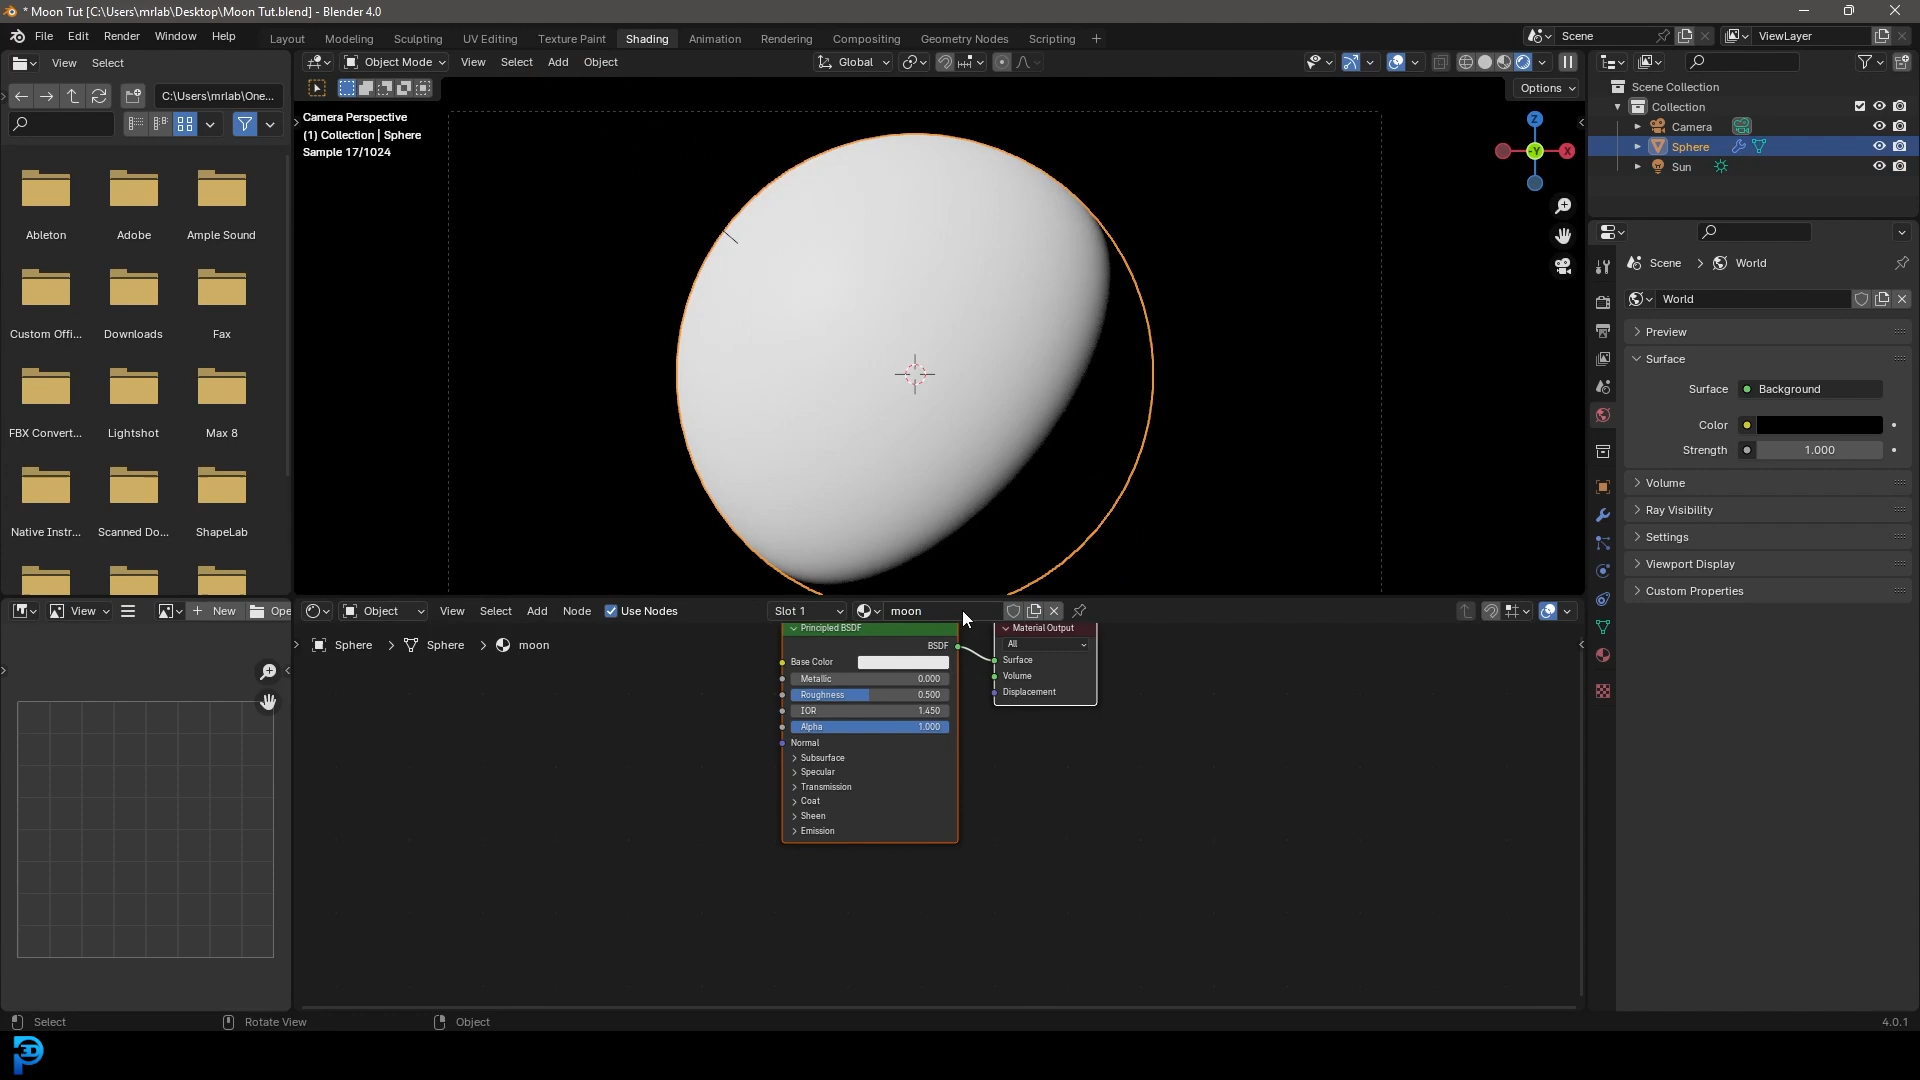 * Moon Tut [C:\Users\mrlab\Desktop\Moon Tut.blend] - Blender 4.0
File Edit Render Window Help
Layout Modeling Sculpting UV Editing Texture Paint Shading Animation Rendering Compositing Geometry Nodes Scripting +
Scene
ViewLayer
View Select
Object Mode View Select Add Object
Global
C:\Users\mrlab\One...
Options
Camera Perspective
(1) Collection | Sphere
Sample 17/1024
Z
-Y
X
Scene Collection
Collection
Camera
Sphere
Sun
Ableton Adobe Ample Sound
Custom Offi... Downloads Fax
FBX Convert... Lightshot Max 8
Native Instr... Scanned Do... ShapeLab
Scene > World
World
Preview
Surface
Surface Background
Color
Strength 1.000
Volume
Ray Visibility
Settings
Viewport Display
Custom Properties
View + New Ope
Object View Select Add Node Use Nodes Slot 1 moon
Sphere > Sphere > moon
Principled BSDF
BSDF
Base Color
Metallic 0.000
Roughness 0.500
IOR 1.450
Alpha 1.000
Normal
Subsurface
Specular
Transmission
Coat
Sheen
Emission
Material Output
All
Surface
Volume
Displacement
Select Rotate View Object 4.0.1
3D